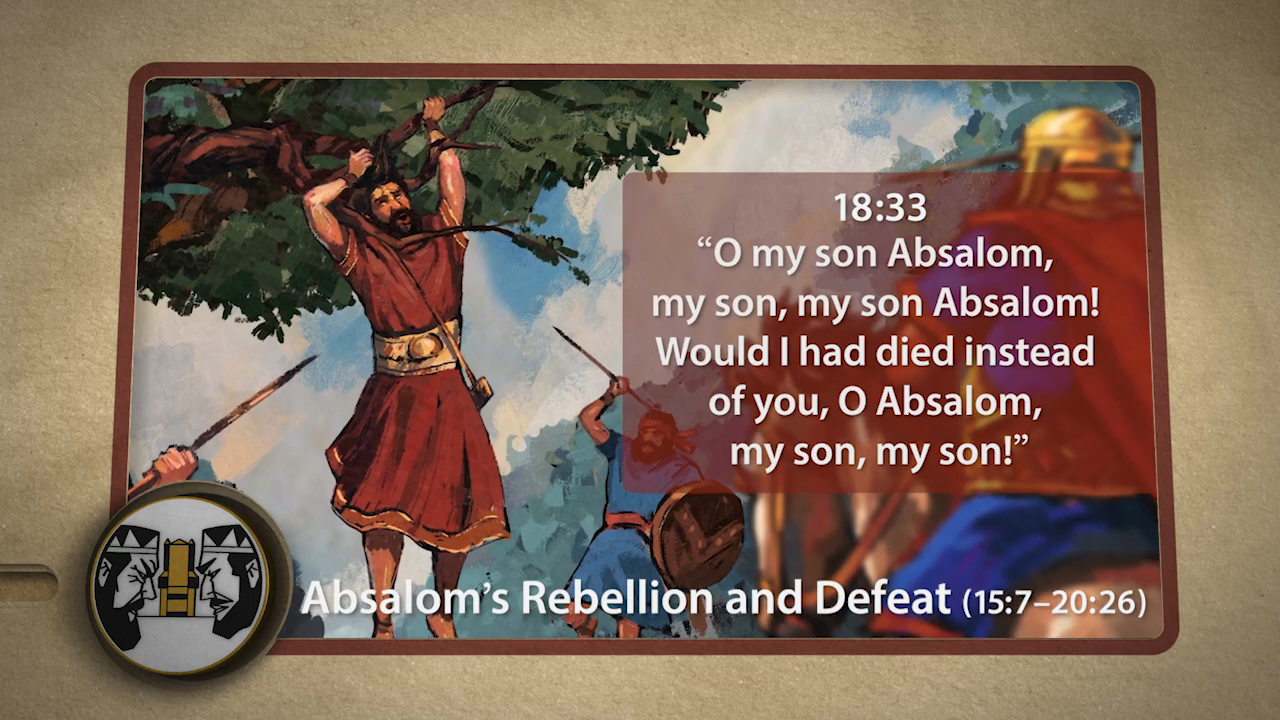 18:33
“O my son Absalom,
my son, my son Absalom!
Would I had died instead
of you, O Absalom,
my son, my son!”
Absalom’s Rebellion and Defeat (15:7–20:26)